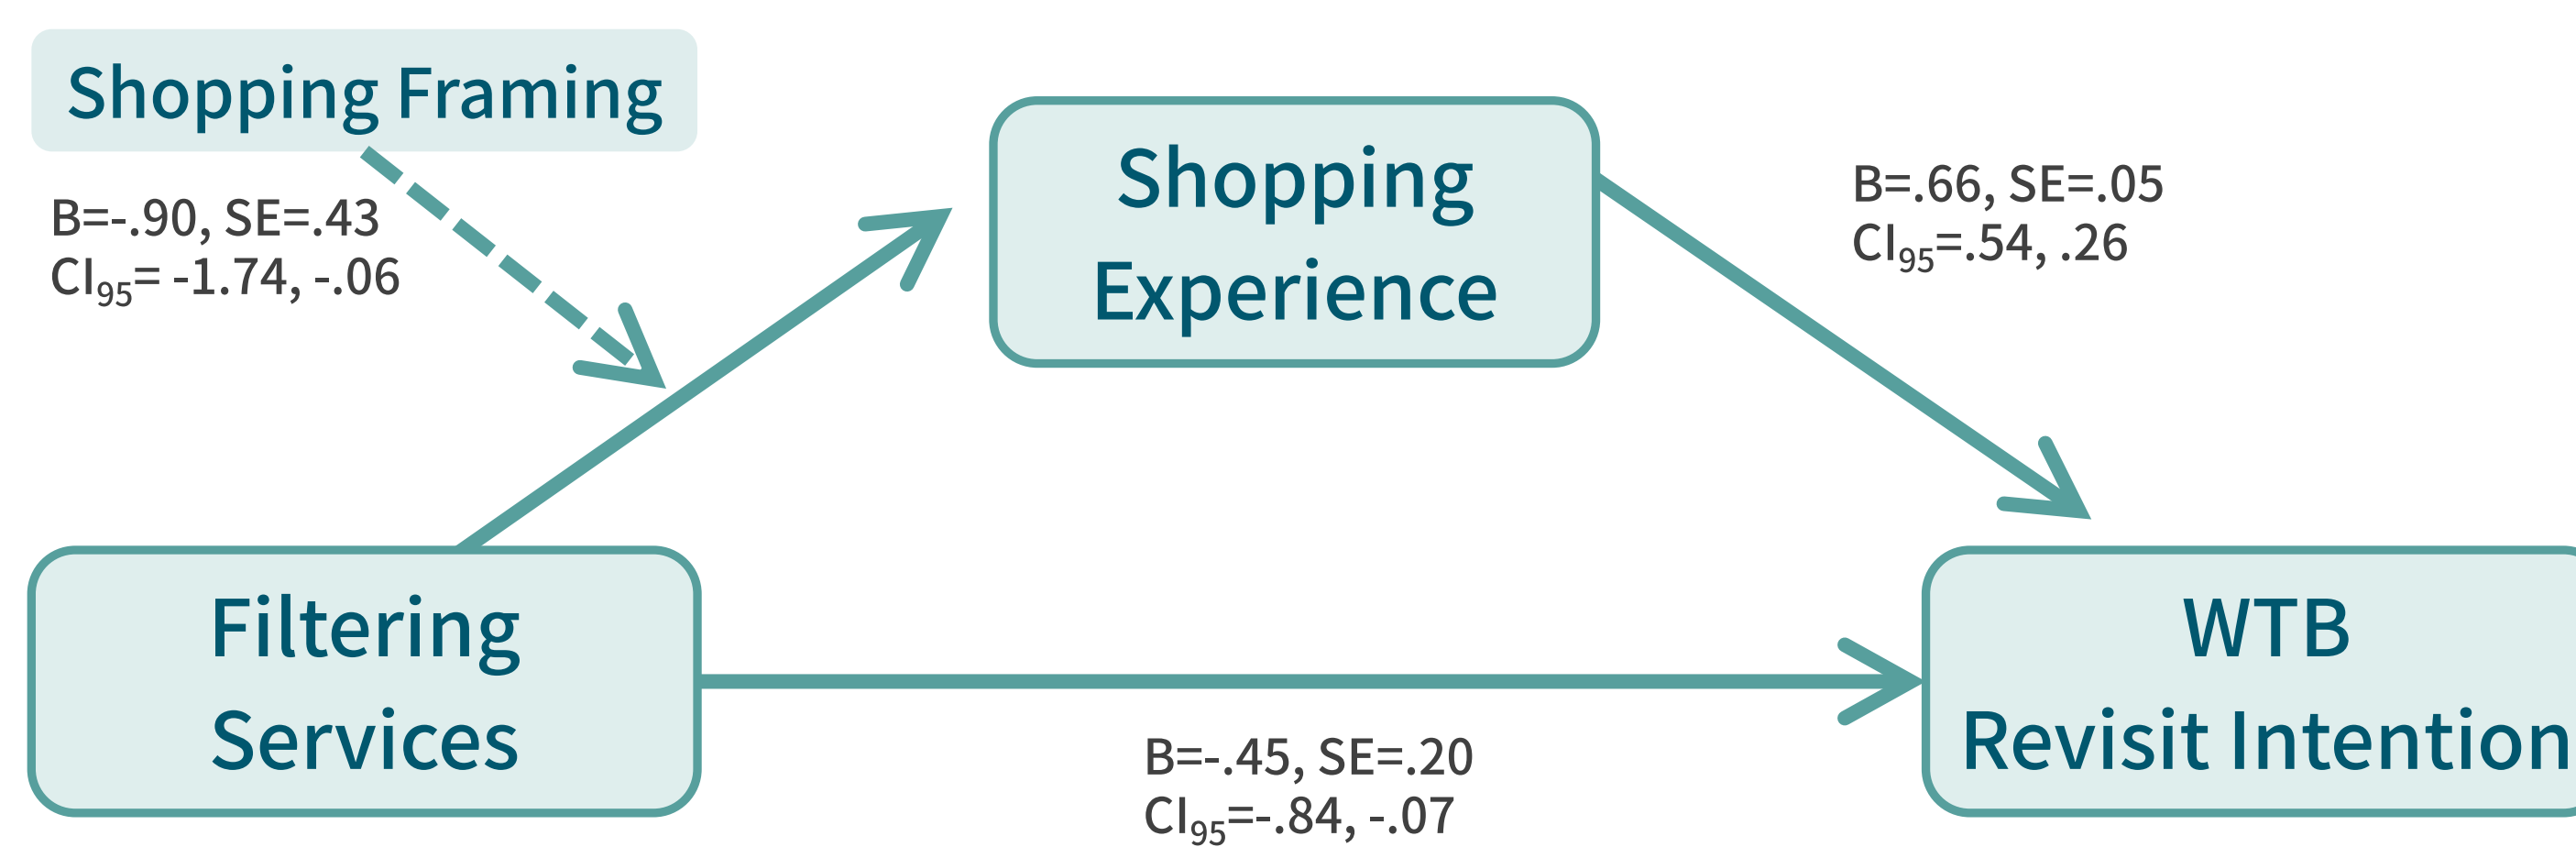 Shopping Framing
B=-.90, SE=.43
CI95= -1.74, -.06
Shopping
Experience
B=.66, SE=.05
CI95=.54, .26
Filtering
Services
B=-.45, SE=.20
CI95=-.84, -.07
WTB
Revisit Intention